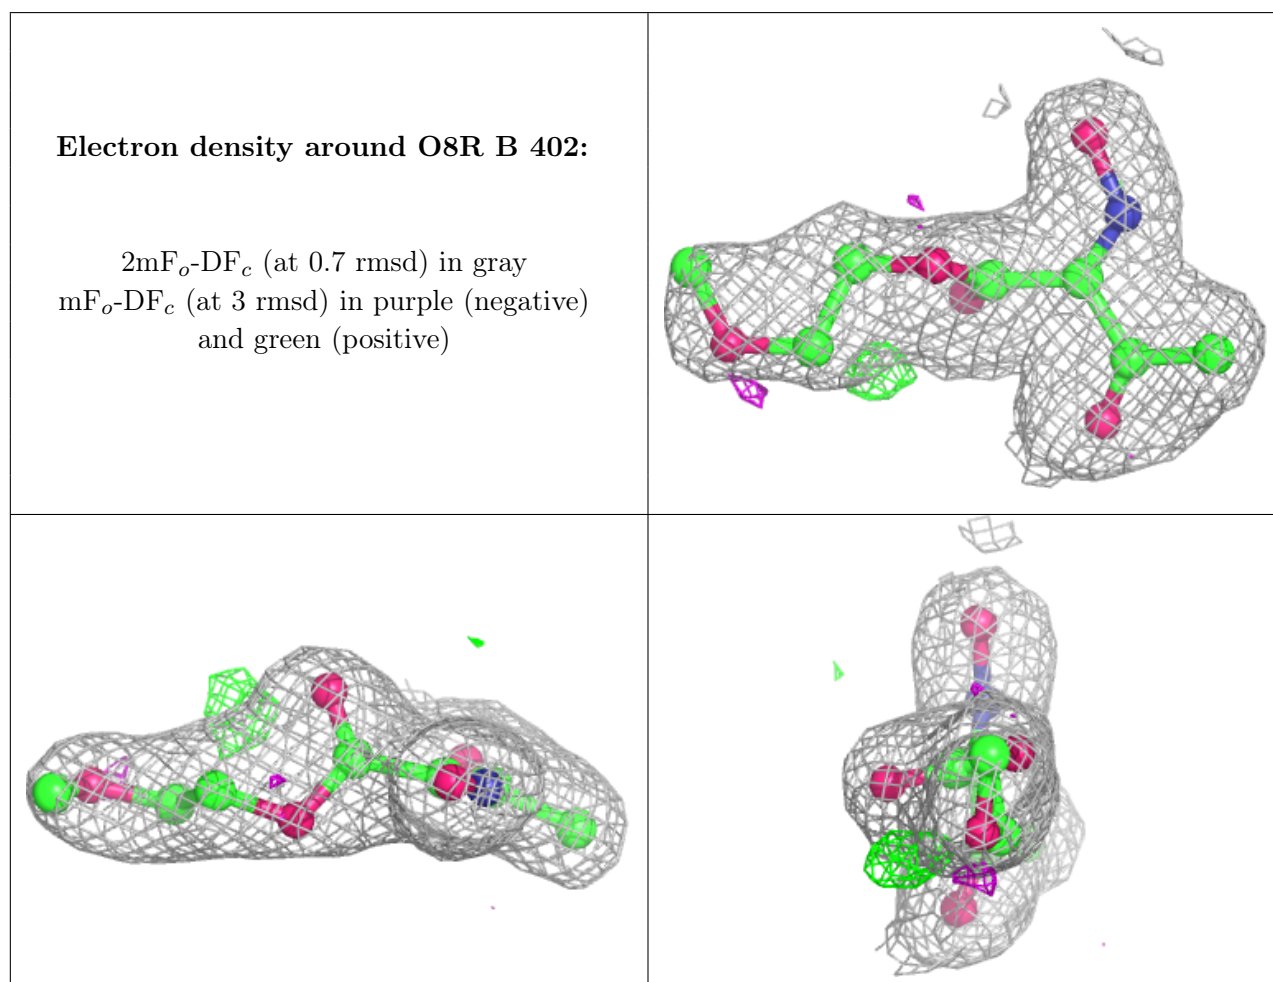 Electron density around O8R B 402:
2mFo-DFc (at 0.7 rmsd) in gray
mFo-DFc (at 3 rmsd) in purple (negative)
and green (positive)